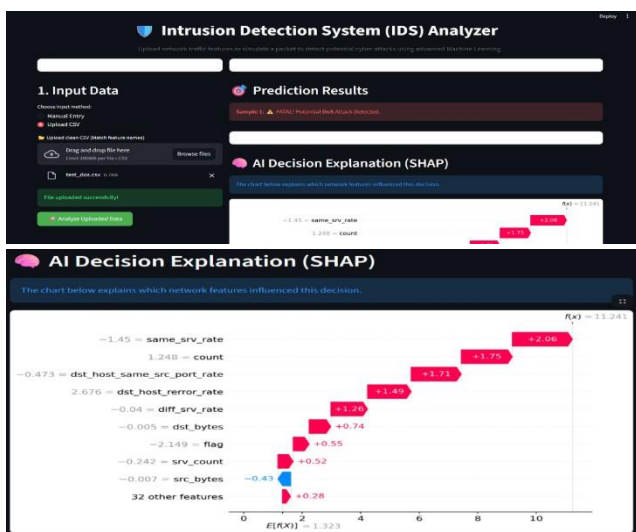 Deploy
Intrusion Detection System (IDS) Analyzer
Upload network traffic features or simulate a packet to detect potential cyber attacks using advanced Machine Learning
1. Input Data
Choose input method:
Manual Entry
Upload CSV
Upload clean CSV (Match feature names)
Drag and drop file here
Limit 200MB per file • CSV
Browse files
test_dos.csv
File uploaded successfully!
Analyze Uploaded Data
Prediction Results
Sample 1: ⚠ FATAL! Potential DoS Attack Detected.
AI Decision Explanation (SHAP)
The chart below explains which network features influenced this decision.
f(x) = 11.241
−1.45 = same_srv_rate +2.06
1.248 = count +1.75
AI Decision Explanation (SHAP)
The chart below explains which network features influenced this decision.
f(x) = 11.241
−1.45 = same_srv_rate +2.06
1.248 = count +1.75
−0.473 = dst_host_same_src_port_rate +1.71
2.676 = dst_host_rerror_rate +1.49
−0.04 = diff_srv_rate +1.26
−0.005 = dst_bytes +0.74
−2.149 = flag +0.55
−0.242 = srv_count +0.52
−0.007 = src_bytes −0.43
32 other features +0.28
0 2 4 6 8 10
E[f(X)] = 1.323